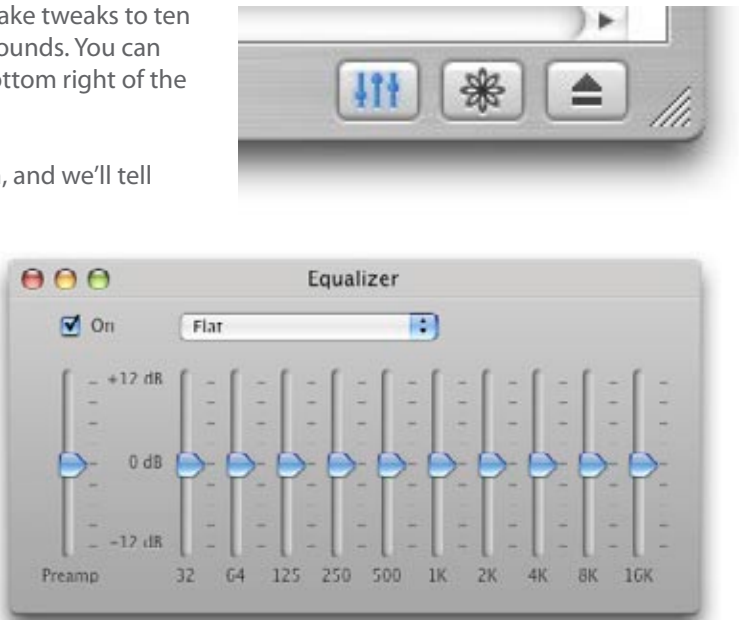 ake tweaks to ten
ounds. You can
ottom right of the
, and we’ll tell
Equalizer
On
Flat
+12 dB
0 dB
-12 dB
Preamp 32 64 125 250 500 1K 2K 4K 8K 16K